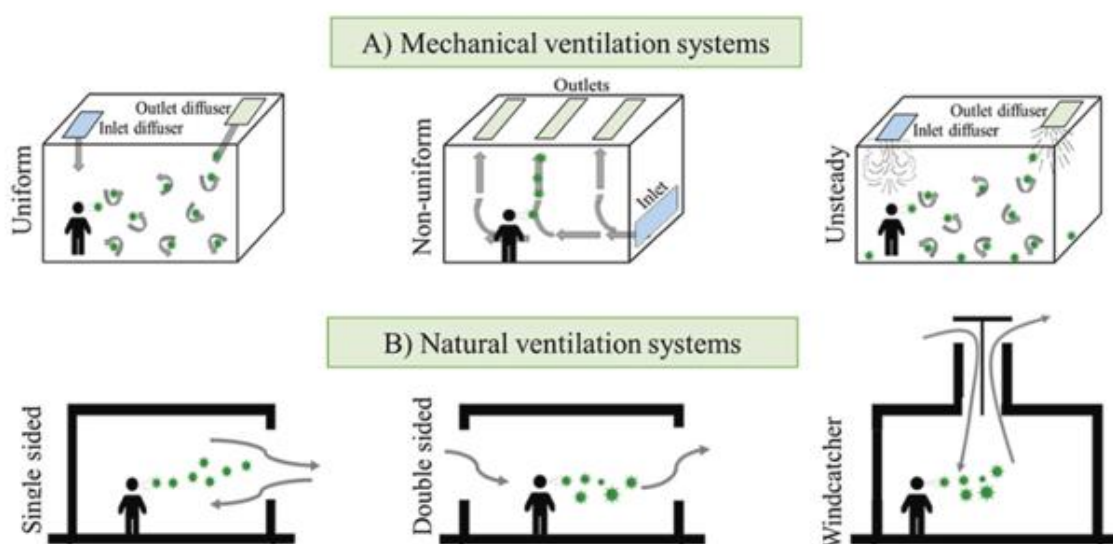 A) Mechanical ventilation systems
Uniform
Outlet diffuser
Inlet diffuser
Non-uniform
Outlets
Inlet
Unsteady
Outlet diffuser
Inlet diffuser
B) Natural ventilation systems
Single sided
Double sided
Windcatcher